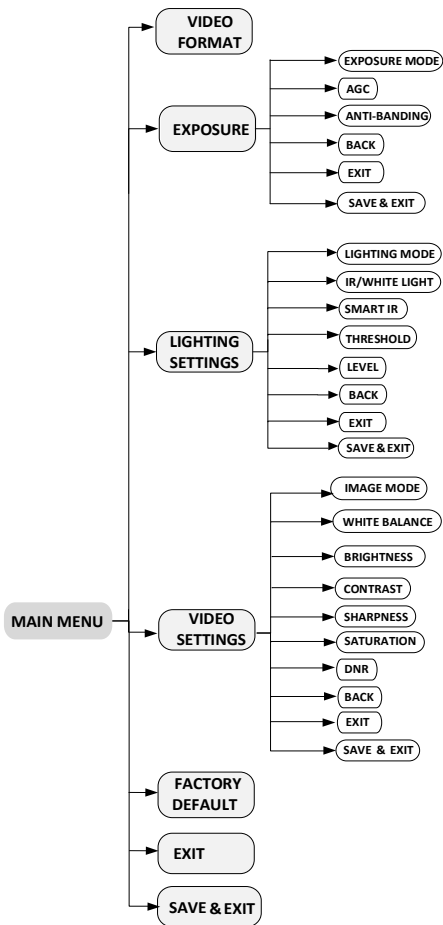 VIDEO
FORMAT
EXPOSURE
EXPOSURE MODE
AGC
ANTI-BANDING
BACK
EXIT
SAVE & EXIT
LIGHTING
SETTINGS
LIGHTING MODE
IR/WHITE LIGHT
SMART IR
THRESHOLD
LEVEL
BACK
EXIT
SAVE & EXIT
MAIN MENU
VIDEO
SETTINGS
IMAGE MODE
WHITE BALANCE
BRIGHTNESS
CONTRAST
SHARPNESS
SATURATION
DNR
BACK
EXIT
SAVE & EXIT
FACTORY
DEFAULT
EXIT
SAVE & EXIT